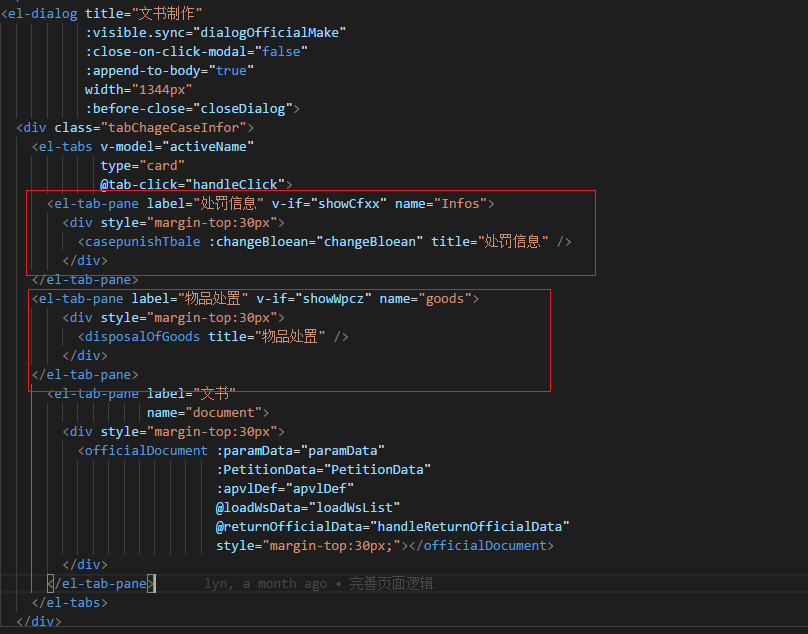 <el-dialog title="文书制作"
:visible.sync="dialogOfficialMake"
:close-on-click-modal="false"
:append-to-body="true"
width="1344px"
:before-close="closeDialog">
<div class="tabChageCaseInfor">
<el-tabs v-model="activeName"
type="card"
@tab-click="handleClick">
<el-tab-pane label="处罚信息" v-if="showCfxx" name="Infos">
<div style="margin-top:30px">
<casepunishTbale :changeBloean="changeBloean" title="处罚信息" />
</div>
</el-tab-pane>
<el-tab-pane label="物品处置" v-if="showWpcz" name="goods">
<div style="margin-top:30px">
<disposalOfGoods title="物品处置" />
</div>
</el-tab-pane>
<el-tab-pane label="文书"
name="document">
<div style="margin-top:30px">
<officialDocument :paramData="paramData"
:PetitionData="PetitionData"
:apvlDef="apvlDef"
@loadWsData="loadWsList"
@returnOfficialData="handleReturnOfficialData"
style="margin-top:30px;"></officialDocument>
</div>
</el-tab-pane> lyn, a month ago • 完善页面逻辑
</el-tabs>
</div>